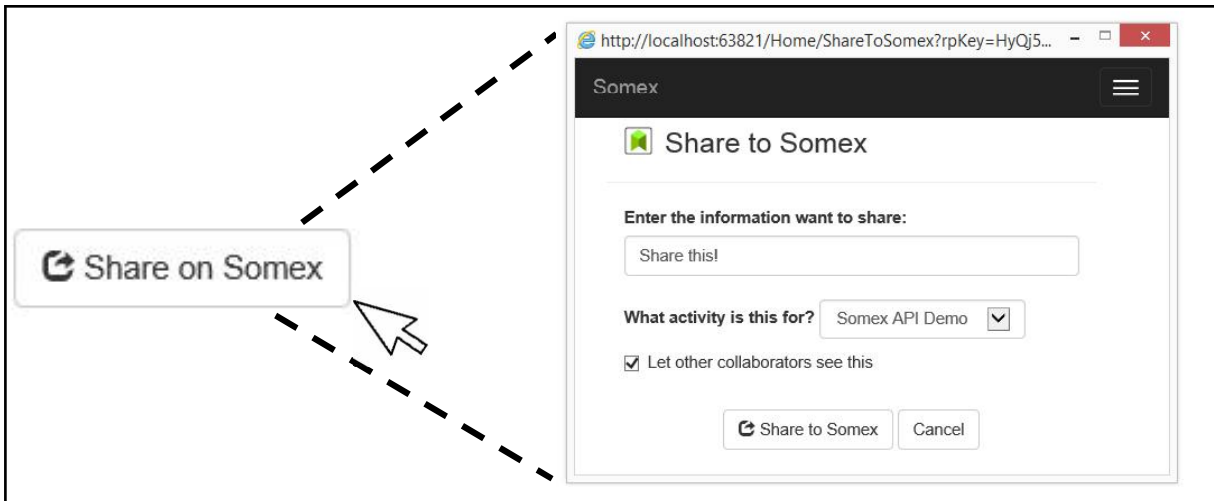 http://localhost:63821/Home/ShareToSomex?rpKey=HyQj5...
Somex
Share to Somex
Enter the information want to share:
Share this!
Share on Somex
What activity is this for? Somex API Demo
Let other collaborators see this
Share to Somex Cancel